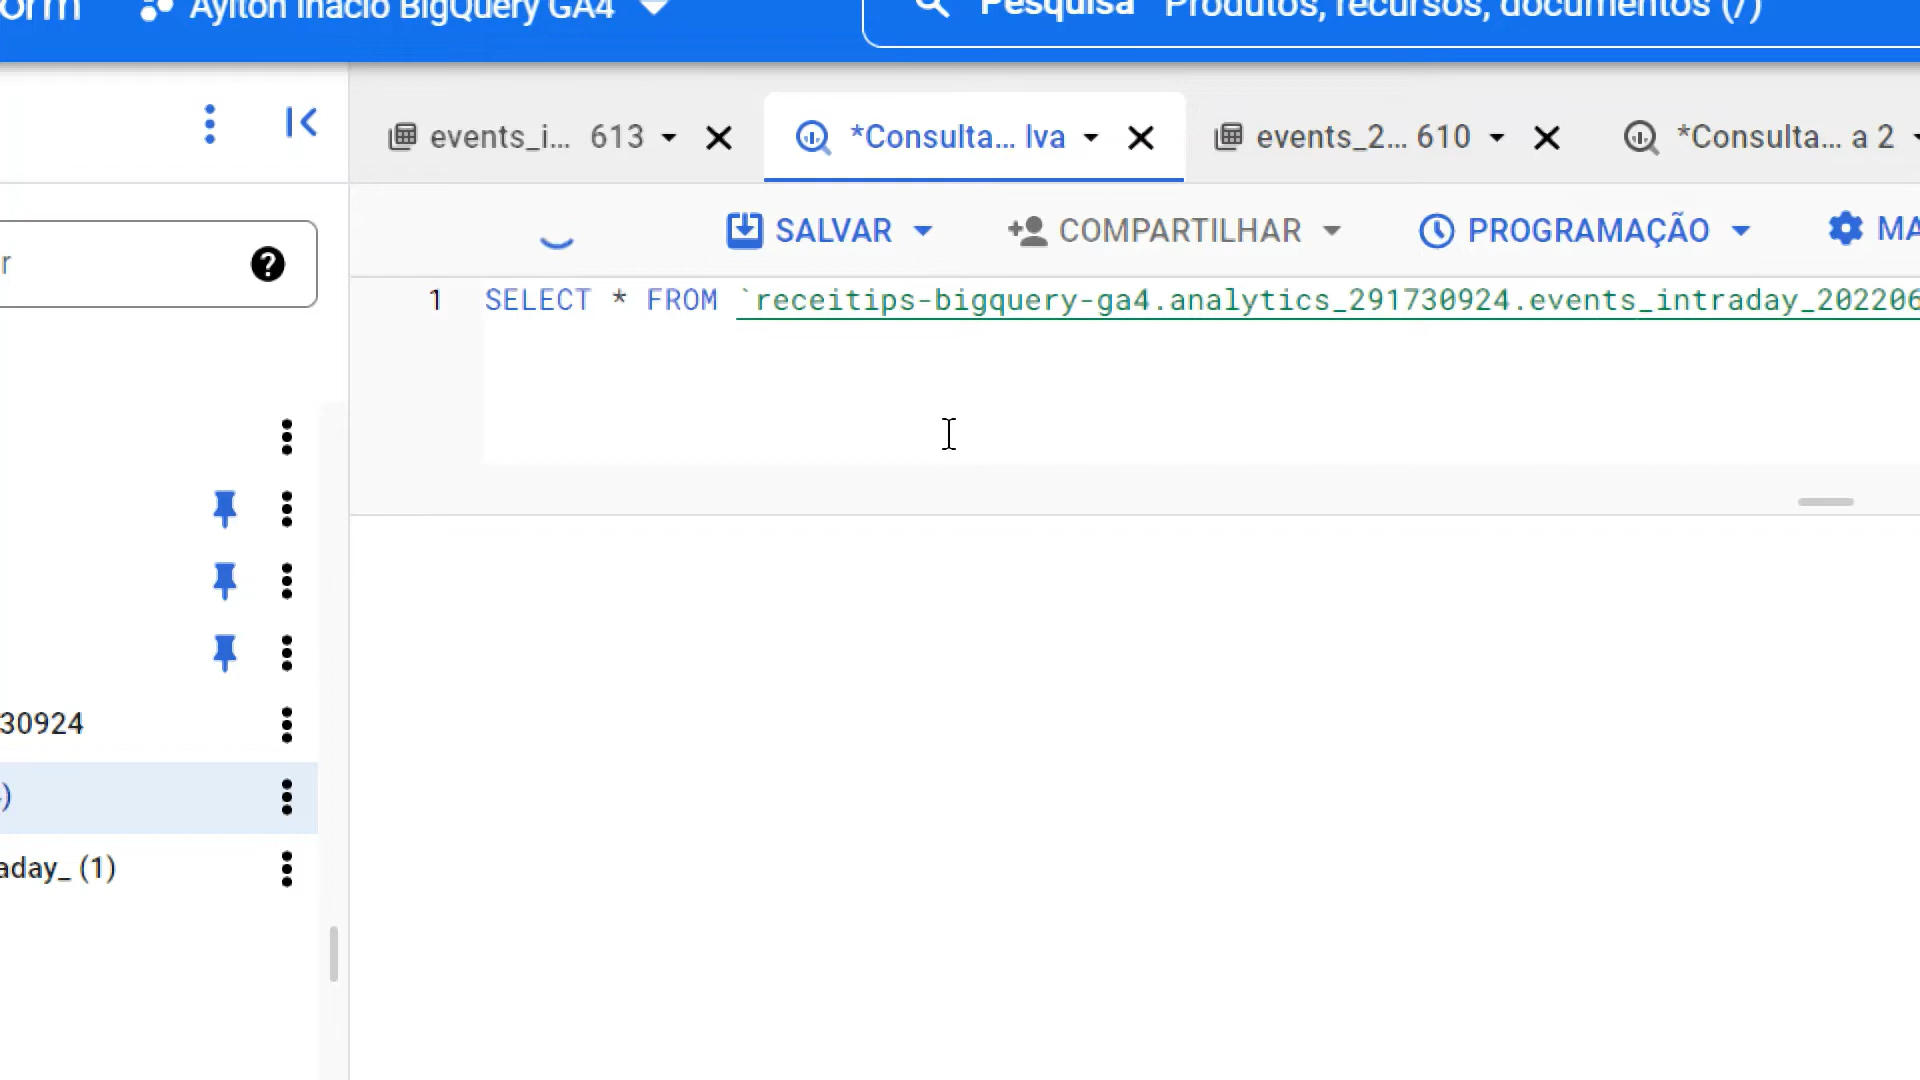 Aylton Inácio BigQuery GA4
Pesquisa Produtos, recursos, documentos (/)
events_i... 613
*Consulta... lva
events_2... 610
*Consulta... a 2
SALVAR
COMPARTILHAR
PROGRAMAÇÃO
MA
r
1 SELECT * FROM `receitips-bigquery-ga4.analytics_291730924.events_intraday_202206
30924
)
aday_ (1)